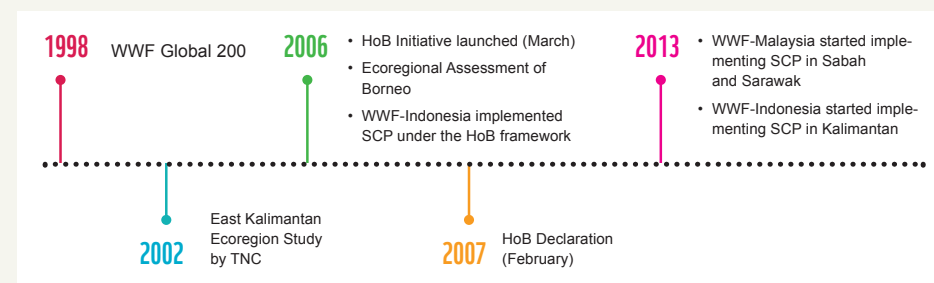 1998
WWF Global 200
2006
• HoB Initiative launched (March)
• Ecoregional Assessment of
Borneo
• WWF-Indonesia implemented
SCP under the HoB framework
2013
• WWF-Malaysia started imple-
menting SCP in Sabah
and Sarawak
• WWF-Indonesia started imple-
menting SCP in Kalimantan
2002
East Kalimantan
Ecoregion Study
by TNC
2007
HoB Declaration
(February)